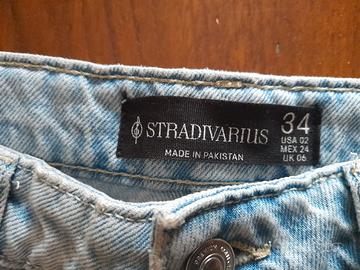 STRADIVARIUS
MADE IN PAKISTAN
34
USA 02
MEX 24
UK 06